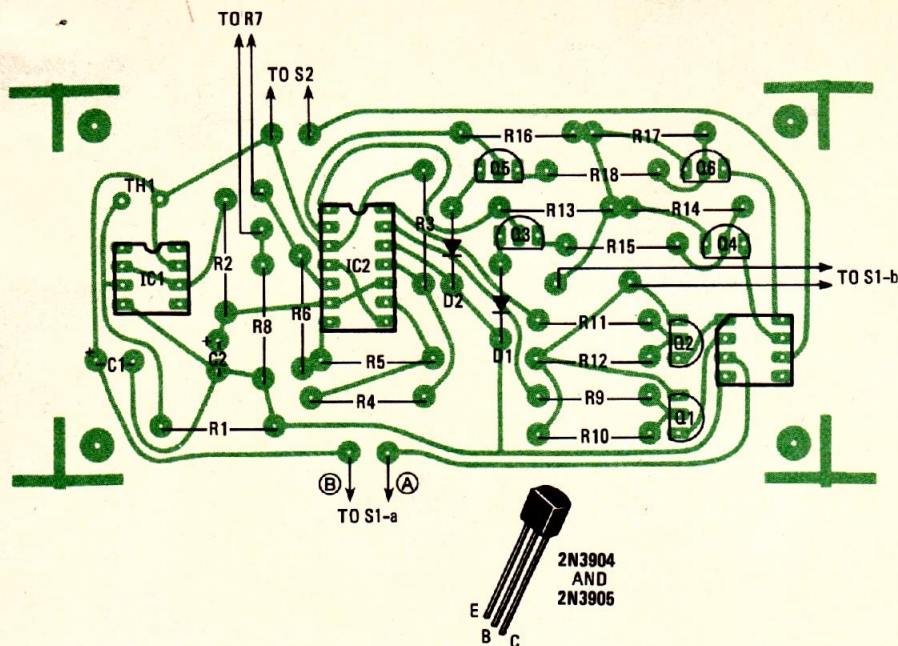 TO R7
TO S2
R16
R17
Q5
R18
Q6
TH1
R3
R13
R14
Q3
R15
Q4
IC1
R2
IC2
R8
R6
D2
TO S1-b
R11
Q2
D1
R12
+
C2
+
C1
R5
R4
R9
Q1
R10
R1
B
A
TO S1-a
2N3904
AND
2N3905
E
B
C